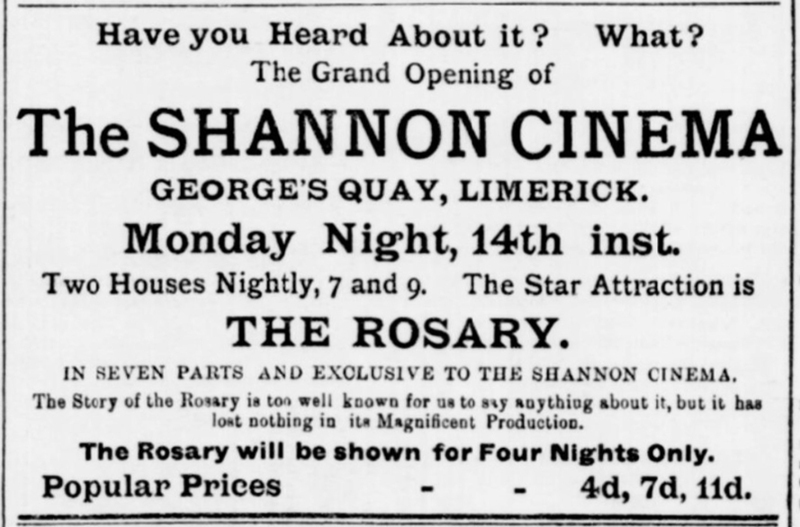 Have you Heard About it? What?
The Grand Opening of
The SHANNON CINEMA
GEORGE'S QUAY, LIMERICK.
Monday Night, 14th inst.
Two Houses Nightly, 7 and 9. The Star Attraction is
THE ROSARY.
IN SEVEN PARTS AND EXCLUSIVE TO THE SHANNON CINEMA.
The Story of the Rosary is too well known for us to say anything about it, but it has
lost nothing in its Magnificent Production.
The Rosary will be shown for Four Nights Only.
Popular Prices - - 4d, 7d, 11d.